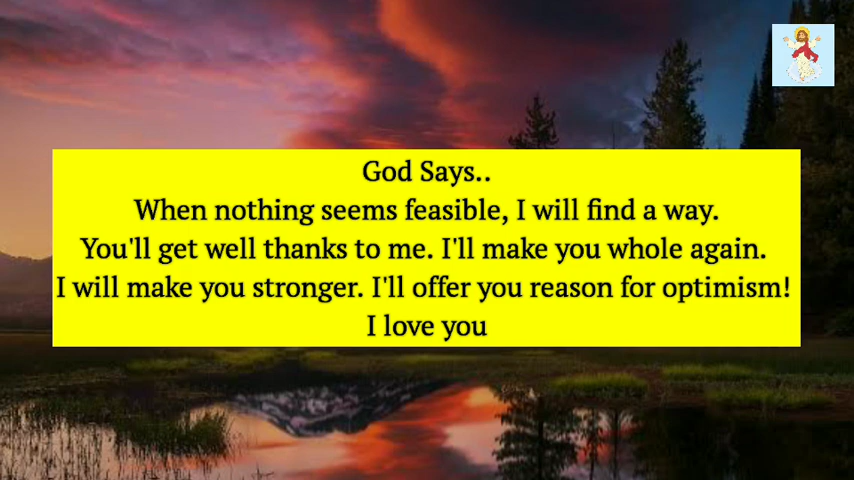 God Says..
When nothing seems feasible, I will find a way.
You'll get well thanks to me. I'll make you whole again.
I will make you stronger. I'll offer you reason for optimism!
I love you